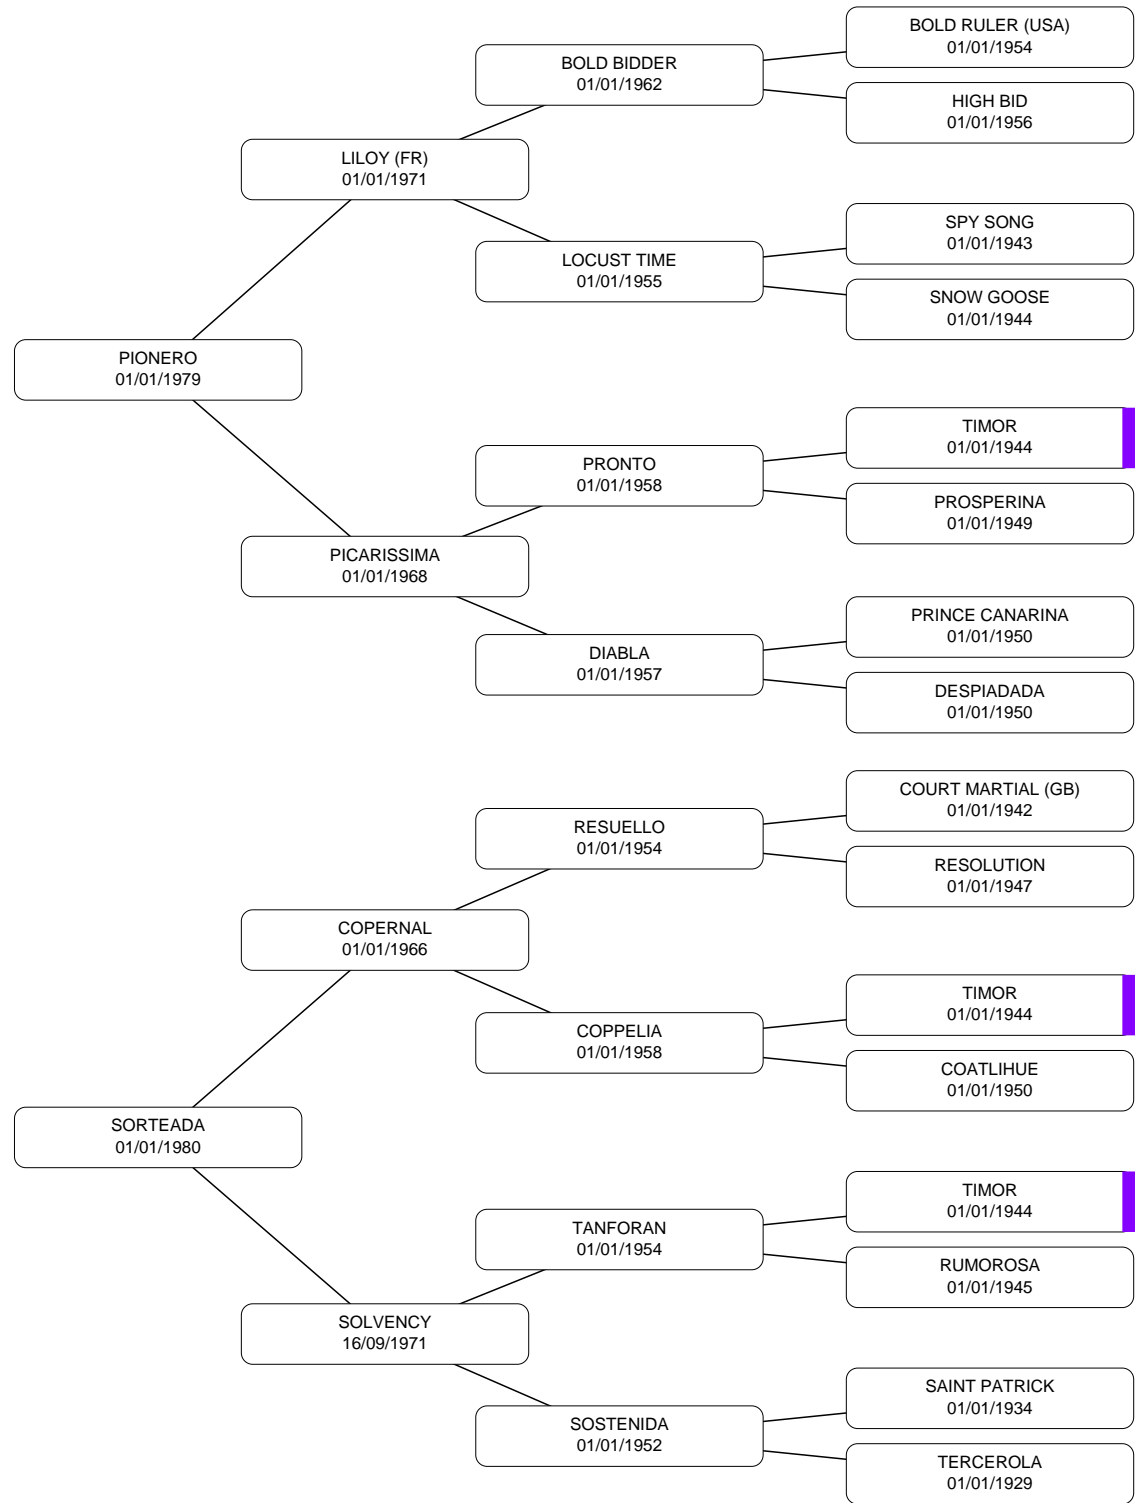 BOLD RULER (USA)
01/01/1954
BOLD BIDDER
01/01/1962
HIGH BID
01/01/1956
LILOY (FR)
01/01/1971
SPY SONG
01/01/1943
LOCUST TIME
01/01/1955
SNOW GOOSE
01/01/1944
PIONERO
01/01/1979
TIMOR
01/01/1944
PRONTO
01/01/1958
PROSPERINA
01/01/1949
PICARISSIMA
01/01/1968
PRINCE CANARINA
01/01/1950
DIABLA
01/01/1957
DESPIADADA
01/01/1950
COURT MARTIAL (GB)
01/01/1942
RESUELLO
01/01/1954
RESOLUTION
01/01/1947
COPERNAL
01/01/1966
TIMOR
01/01/1944
COPPELIA
01/01/1958
COATLIHUE
01/01/1950
SORTEADA
01/01/1980
TIMOR
01/01/1944
TANFORAN
01/01/1954
RUMOROSA
01/01/1945
SOLVENCY
16/09/1971
SAINT PATRICK
01/01/1934
SOSTENIDA
01/01/1952
TERCEROLA
01/01/1929